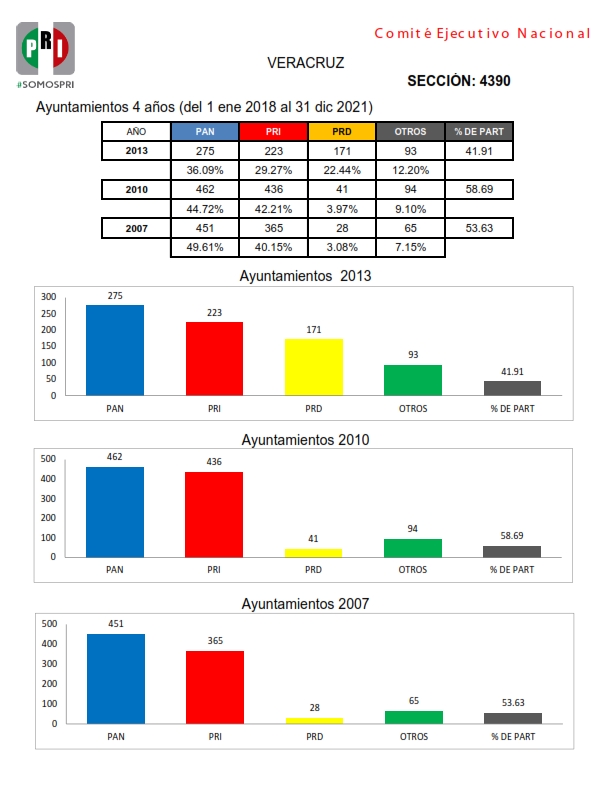 Comité Ejecutivo Nacional
PRI
#SOMOSPRI
VERACRUZ
SECCIÓN: 4390
Ayuntamientos 4 años (del 1 ene 2018 al 31 dic 2021)
AÑO PAN PRI PRD OTROS % DE PART
2013 275 223 171 93 41.91
36.09% 29.27% 22.44% 12.20%
2010 462 436 41 94 58.69
44.72% 42.21% 3.97% 9.10%
2007 451 365 28 65 53.63
49.61% 40.15% 3.08% 7.15%
Ayuntamientos 2013
300
250
200
150
100
50
0
275
223
171
93
41.91
PAN PRI PRD OTROS % DE PART
Ayuntamientos 2010
500
400
300
200
100
0
462
436
41
94
58.69
PAN PRI PRD OTROS % DE PART
Ayuntamientos 2007
500
400
300
200
100
0
451
365
28
65
53.63
PAN PRI PRD OTROS % DE PART